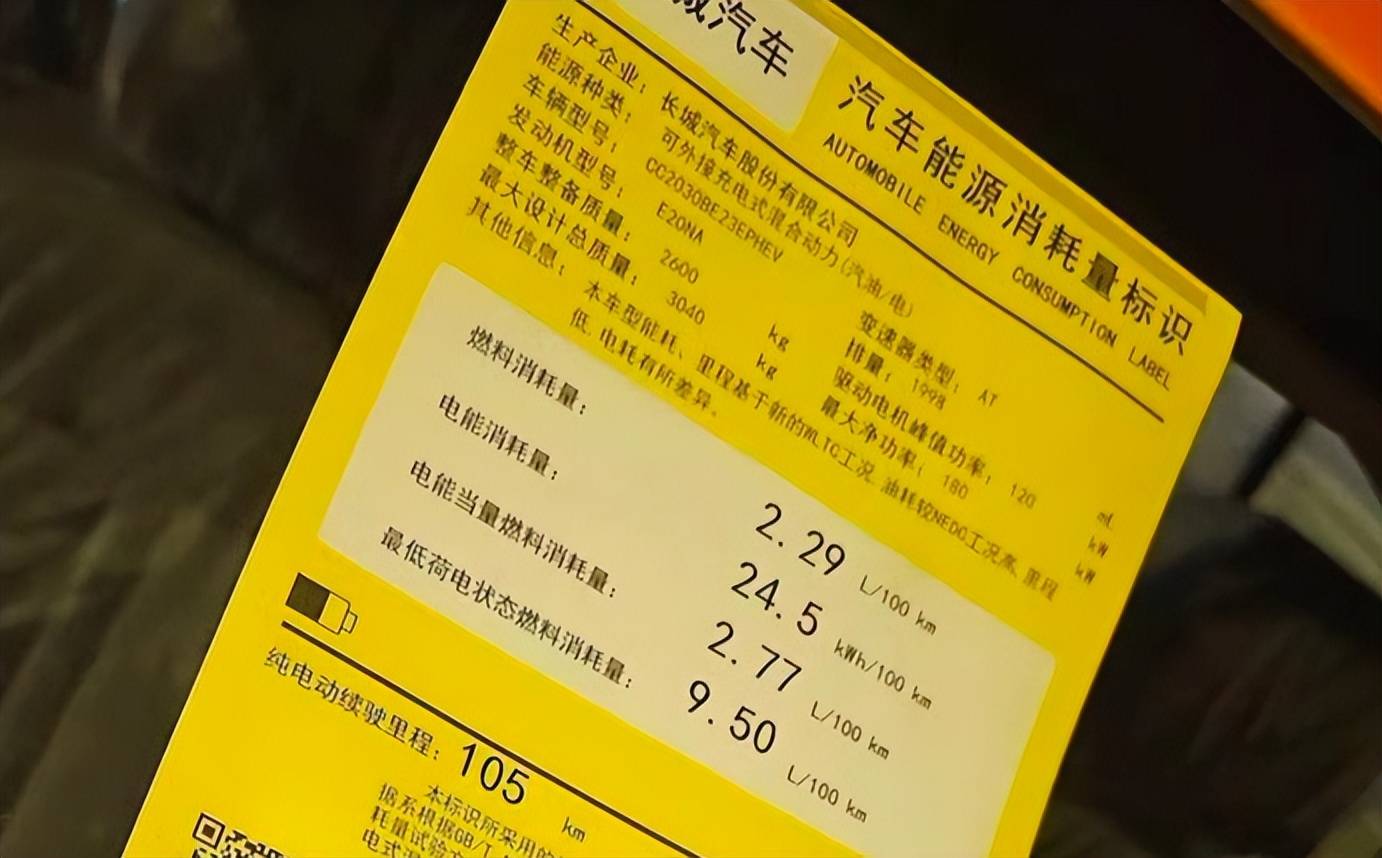 汽车
汽车能源消耗量标识
AUTOMOBILE ENERGY CONSUMPTION LABEL
生产企业: 长城汽车股份有限公司
能源种类: 可外接充电式混合动力(汽油/电)
车辆型号: CC2030BE23EPHEV 变速器类型: AT
发动机型号: E20NA 排量: 1998 mL
整车整备质量: 2600 kg 驱动电机峰值功率: 120 kW
最大设计总质量: 3040 kg 最大净功率: 180 kW
其他信息: 本车型能耗、里程基于新的WLTC工况,油耗较NEDC工况高,里程
低,电耗有所差异。
燃料消耗量: 2.29 L/100 km
电能消耗量: 24.5 kWh/100 km
电能当量燃料消耗量: 2.77 L/100 km
最低荷电状态燃料消耗量: 9.50 L/100 km
纯电动续驶里程: 105 km
本标识所采用的
据系根据GB/T
耗量试验方